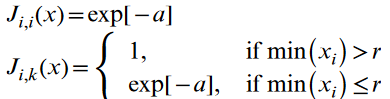 J_{i,i}(x)=exp[−a]
J_{i,k}(x)= { 1, if min(x_i)>r
exp[−a], if min(x_i)≤r